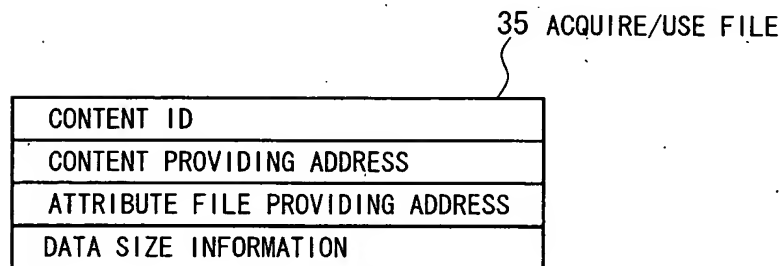 35 ACQUIRE/USE FILE
CONTENT ID
CONTENT PROVIDING ADDRESS
ATTRIBUTE FILE PROVIDING ADDRESS
DATA SIZE INFORMATION